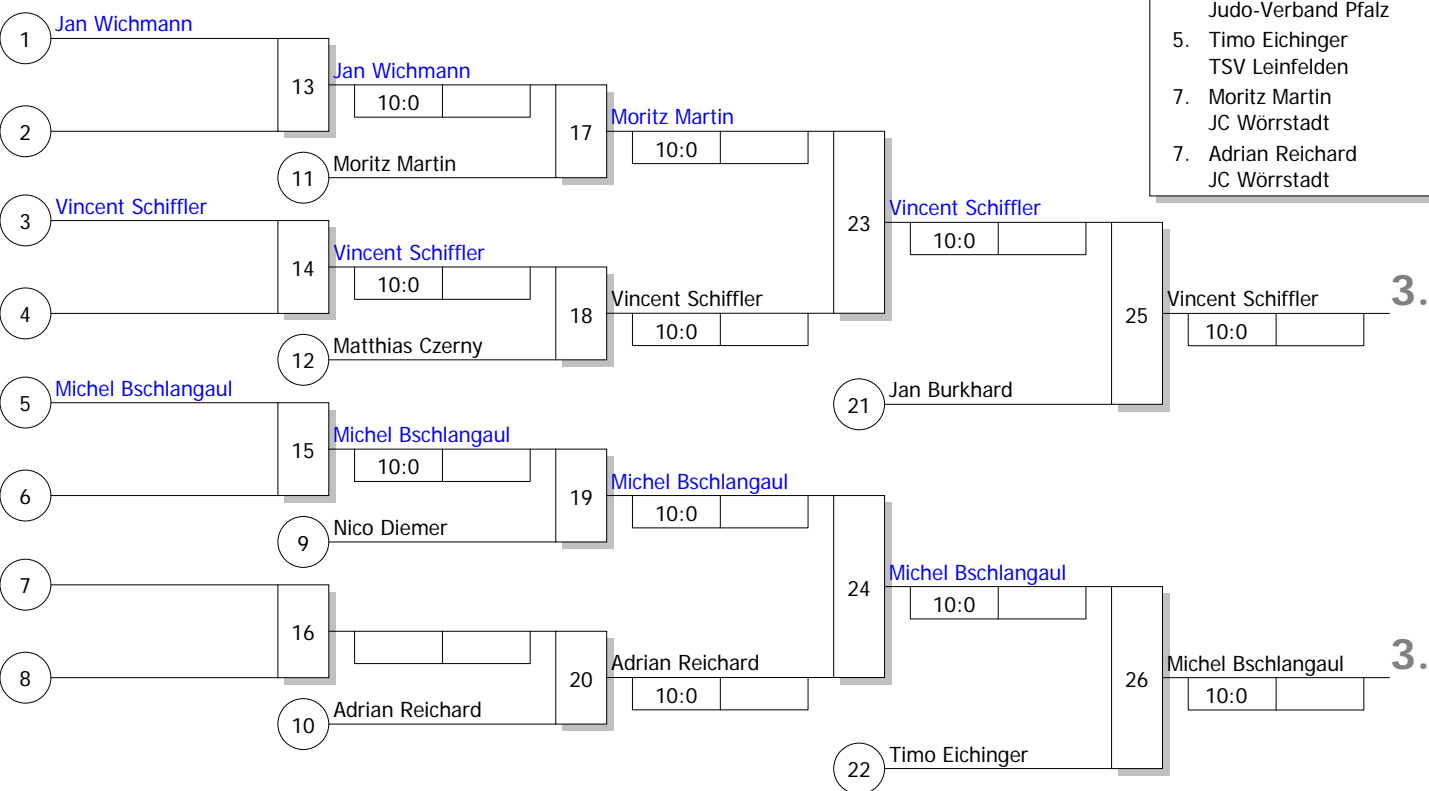 Judo-Verband Pfalz
5. Timo Eichinger
TSV Leinfelden
7. Moritz Martin
JC Wörrstadt
7. Adrian Reichard
JC Wörrstadt
1 Jan Wichmann
13 Jan Wichmann
10:0
2
17 Moritz Martin
10:0
11 Moritz Martin
3 Vincent Schiffler
23 Vincent Schiffler
10:0
14 Vincent Schiffler
10:0
4
18 Vincent Schiffler
10:0
25 Vincent Schiffler 3.
10:0
12 Matthias Czerny
5 Michel Bschlangaul
21 Jan Burkhard
15 Michel Bschlangaul
10:0
6
19 Michel Bschlangaul
10:0
9 Nico Diemer
7
24 Michel Bschlangaul
10:0
16
8
20 Adrian Reichard
10:0
26 Michel Bschlangaul 3.
10:0
10 Adrian Reichard
22 Timo Eichinger